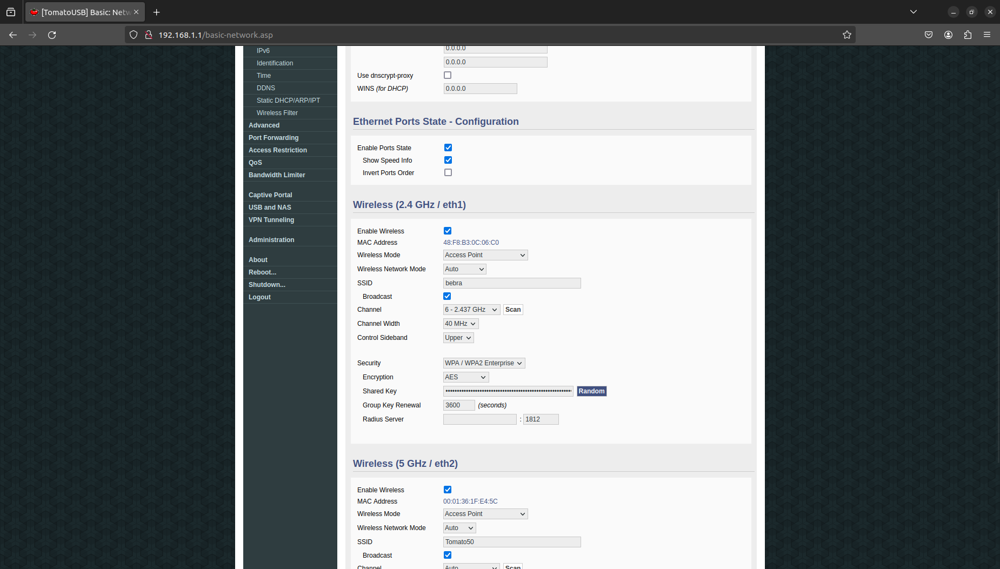 [TomatoUSB] Basic: Netw
192.168.1.1/basic-network.asp
IPv6
Identification
Time
DDNS
Static DHCP/ARP/IPT
Wireless Filter
Advanced
Port Forwarding
Access Restriction
QoS
Bandwidth Limiter
Captive Portal
USB and NAS
VPN Tunneling
Administration
About
Reboot...
Shutdown...
Logout
0.0.0.0
0.0.0.0
Use dnscrypt-proxy
WINS (for DHCP) 0.0.0.0
Ethernet Ports State - Configuration
Enable Ports State
Show Speed Info
Invert Ports Order
Wireless (2.4 GHz / eth1)
Enable Wireless
MAC Address 48:F8:B3:0C:06:C0
Wireless Mode Access Point
Wireless Network Mode Auto
SSID bebra
Broadcast
Channel 6 - 2.437 GHz Scan
Channel Width 40 MHz
Control Sideband Upper
Security WPA / WPA2 Enterprise
Encryption AES
Shared Key Random
Group Key Renewal 3600 (seconds)
Radius Server : 1812
Wireless (5 GHz / eth2)
Enable Wireless
MAC Address 00:01:36:1F:E4:5C
Wireless Mode Access Point
Wireless Network Mode Auto
SSID Tomato50
Broadcast
Channel Auto Scan